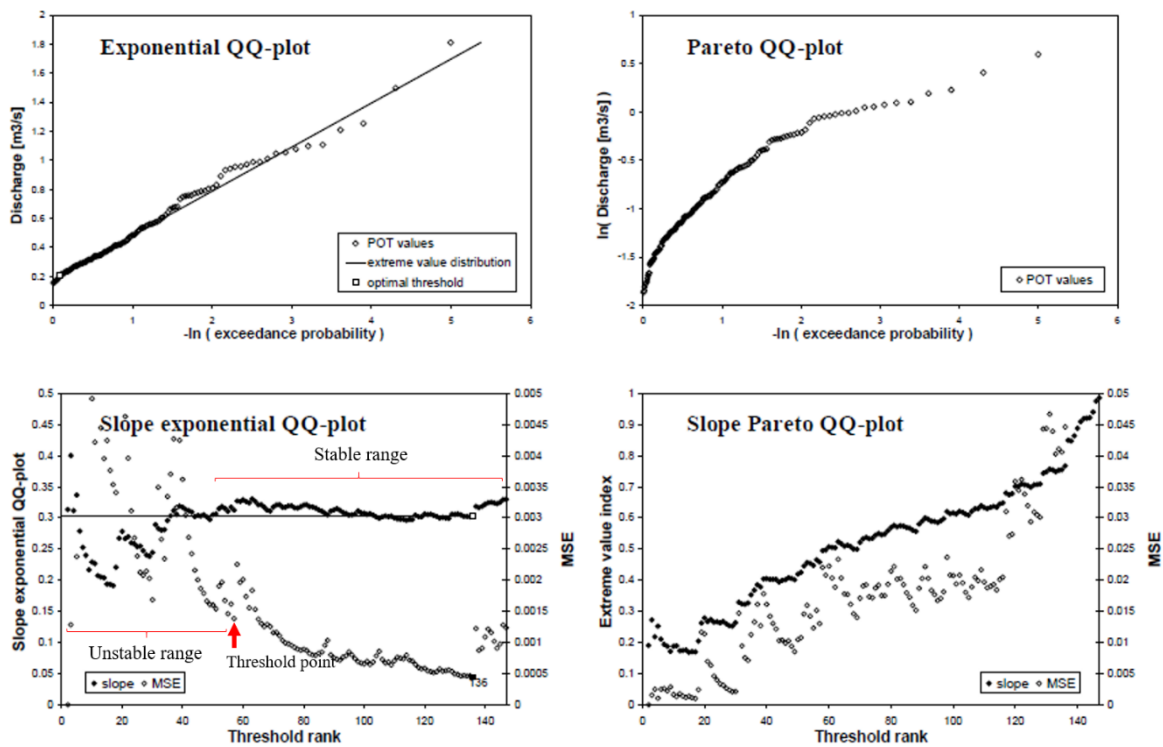 Exponential QQ-plot
2
1.8
1.6
1.4
1.2
1
0.8
0.6
0.4
0.2
0
Discharge [m3/s]
POT values
extreme value distribution
optimal threshold
0 1 2 3 4 5 6
-ln ( exceedance probability )
Pareto QQ-plot
1
0.5
0
-0.5
-1
-1.5
-2
ln( Discharge [m3/s] )
POT values
0 1 2 3 4 5 6
-ln ( exceedance probability )
Slope exponential QQ-plot
0.5
0.45
0.4
0.35
0.3
0.25
0.2
0.15
0.1
0.05
0
Slope exponential QQ-plot
Stable range
Unstable range
Threshold point
136
slope MSE
0.005
0.0045
0.004
0.0035
0.003
0.0025
0.002
0.0015
0.001
0.0005
0
MSE
0 20 40 60 80 100 120 140
Threshold rank
Slope Pareto QQ-plot
1
0.9
0.8
0.7
0.6
0.5
0.4
0.3
0.2
0.1
0
Extreme value index
slope MSE
0.05
0.045
0.04
0.035
0.03
0.025
0.02
0.015
0.01
0.005
0
MSE
0 20 40 60 80 100 120 140
Threshold rank